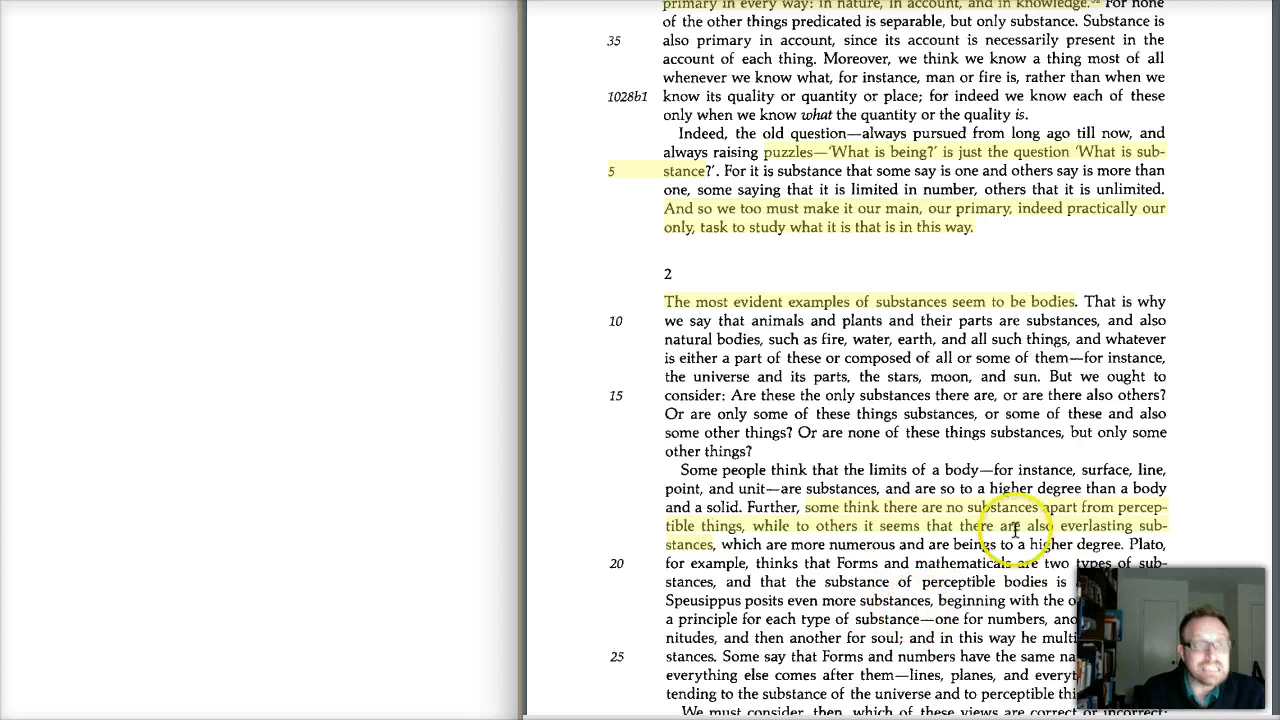 primary in every way: in nature, in account, and in knowledge.³² For none
of the other things predicated is separable, but only substance. Substance is
35 also primary in account, since its account is necessarily present in the
account of each thing. Moreover, we think we know a thing most of all
whenever we know what, for instance, man or fire is, rather than when we
1028b1 know its quality or quantity or place; for indeed we know each of these
only when we know what the quantity or the quality is.
Indeed, the old question—always pursued from long ago till now, and
always raising puzzles—‘What is being?’ is just the question ‘What is sub-
5 stance?’. For it is substance that some say is one and others say is more than
one, some saying that it is limited in number, others that it is unlimited.
And so we too must make it our main, our primary, indeed practically our
only, task to study what it is that is in this way.
2
The most evident examples of substances seem to be bodies. That is why
10 we say that animals and plants and their parts are substances, and also
natural bodies, such as fire, water, earth, and all such things, and whatever
is either a part of these or composed of all or some of them—for instance,
the universe and its parts, the stars, moon, and sun. But we ought to
15 consider: Are these the only substances there are, or are there also others?
Or are only some of these things substances, or some of these and also
some other things? Or are none of these things substances, but only some
other things?
Some people think that the limits of a body—for instance, surface, line,
point, and unit—are substances, and are so to a higher degree than a body
and a solid. Further, some think there are no substances apart from percep-
tible things, while to others it seems that there are also everlasting sub-
stances, which are more numerous and are beings to a higher degree. Plato,
20 for example, thinks that Forms and mathematicals are two types of sub-
stances, and that the substance of perceptible bodies is
Speusippus posits even more substances, beginning with the
a principle for each type of substance—one for numbers,
nitudes, and then another for soul; and in this way he
stances. Some say that Forms and numbers have the same
25 everything else comes after them—lines, planes, and
tending to the substance of the universe and to perceptible
We must consider, then, which of these views are correct or incorrect;